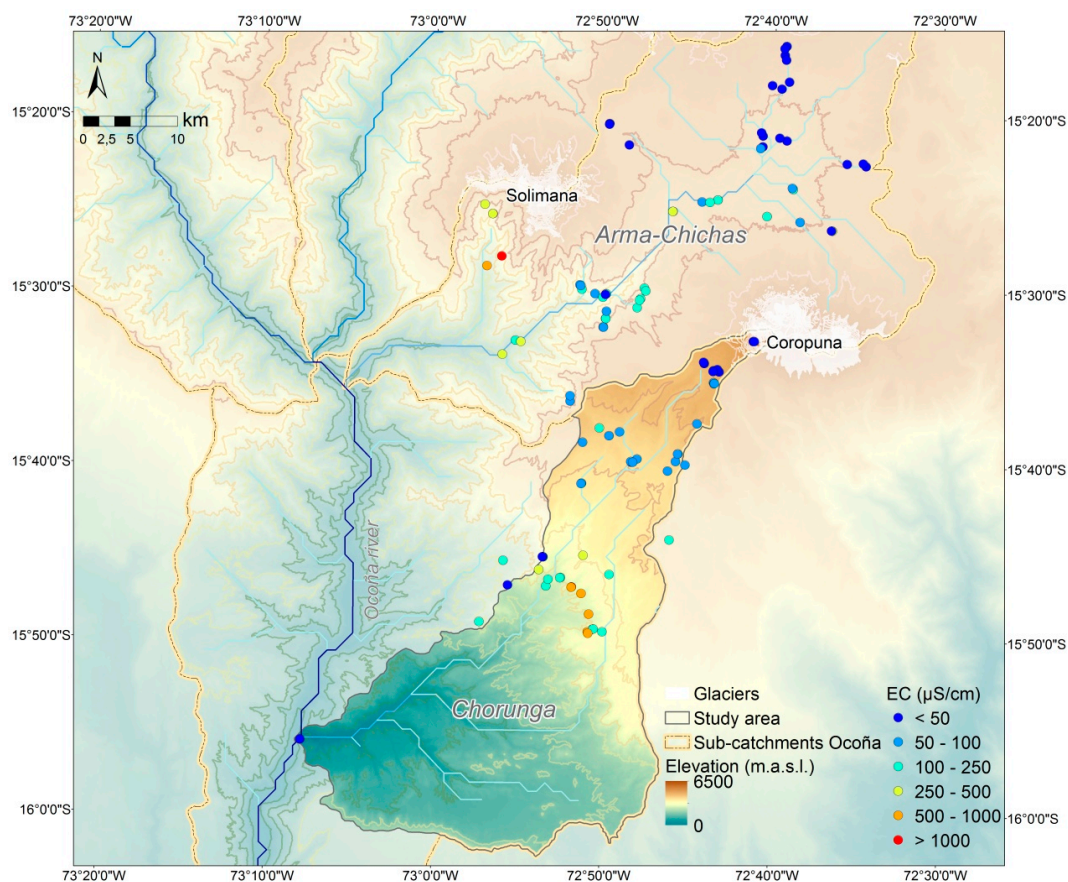 73°20'0"W 73°10'0"W 73°0'0"W 72°50'0"W 72°40'0"W 72°30'0"W
N
km
0 2,5 5 10
15°20'0"S 15°20'0"S
Solimana
Arma-Chichas
15°30'0"S 15°30'0"S
Coropuna
15°40'0"S 15°40'0"S
Ocoña river
15°50'0"S 15°50'0"S
Chorunga
Glaciers
Study area
Sub-catchments Ocoña
Elevation (m.a.s.l.)
6500
0
EC (µS/cm)
< 50
50 - 100
100 - 250
250 - 500
500 - 1000
> 1000
16°0'0"S 16°0'0"S
73°20'0"W 73°10'0"W 73°0'0"W 72°50'0"W 72°40'0"W 72°30'0"W